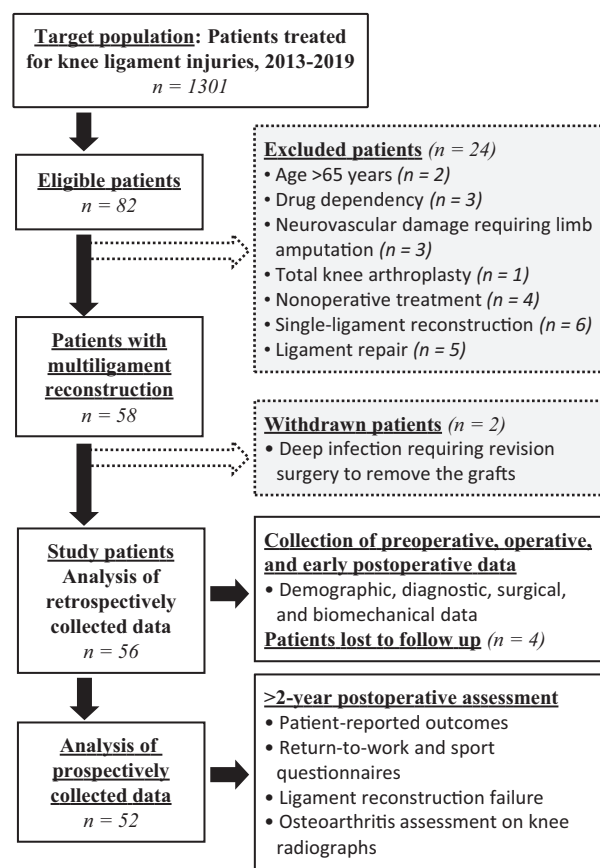 Target population: Patients treated
for knee ligament injuries, 2013-2019
n = 1301
Eligible patients
n = 82
Excluded patients (n = 24)
• Age >65 years (n = 2)
• Drug dependency (n = 3)
• Neurovascular damage requiring limb
amputation (n = 3)
• Total knee arthroplasty (n = 1)
• Nonoperative treatment (n = 4)
• Single-ligament reconstruction (n = 6)
• Ligament repair (n = 5)
Patients with
multiligament
reconstruction
n = 58
Withdrawn patients (n = 2)
• Deep infection requiring revision
surgery to remove the grafts
Study patients
Analysis of
retrospectively
collected data
n = 56
Collection of preoperative, operative,
and early postoperative data
• Demographic, diagnostic, surgical,
and biomechanical data
Patients lost to follow up (n = 4)
Analysis of
prospectively
collected data
n = 52
>2-year postoperative assessment
• Patient-reported outcomes
• Return-to-work and sport
questionnaires
• Ligament reconstruction failure
• Osteoarthritis assessment on knee
radiographs